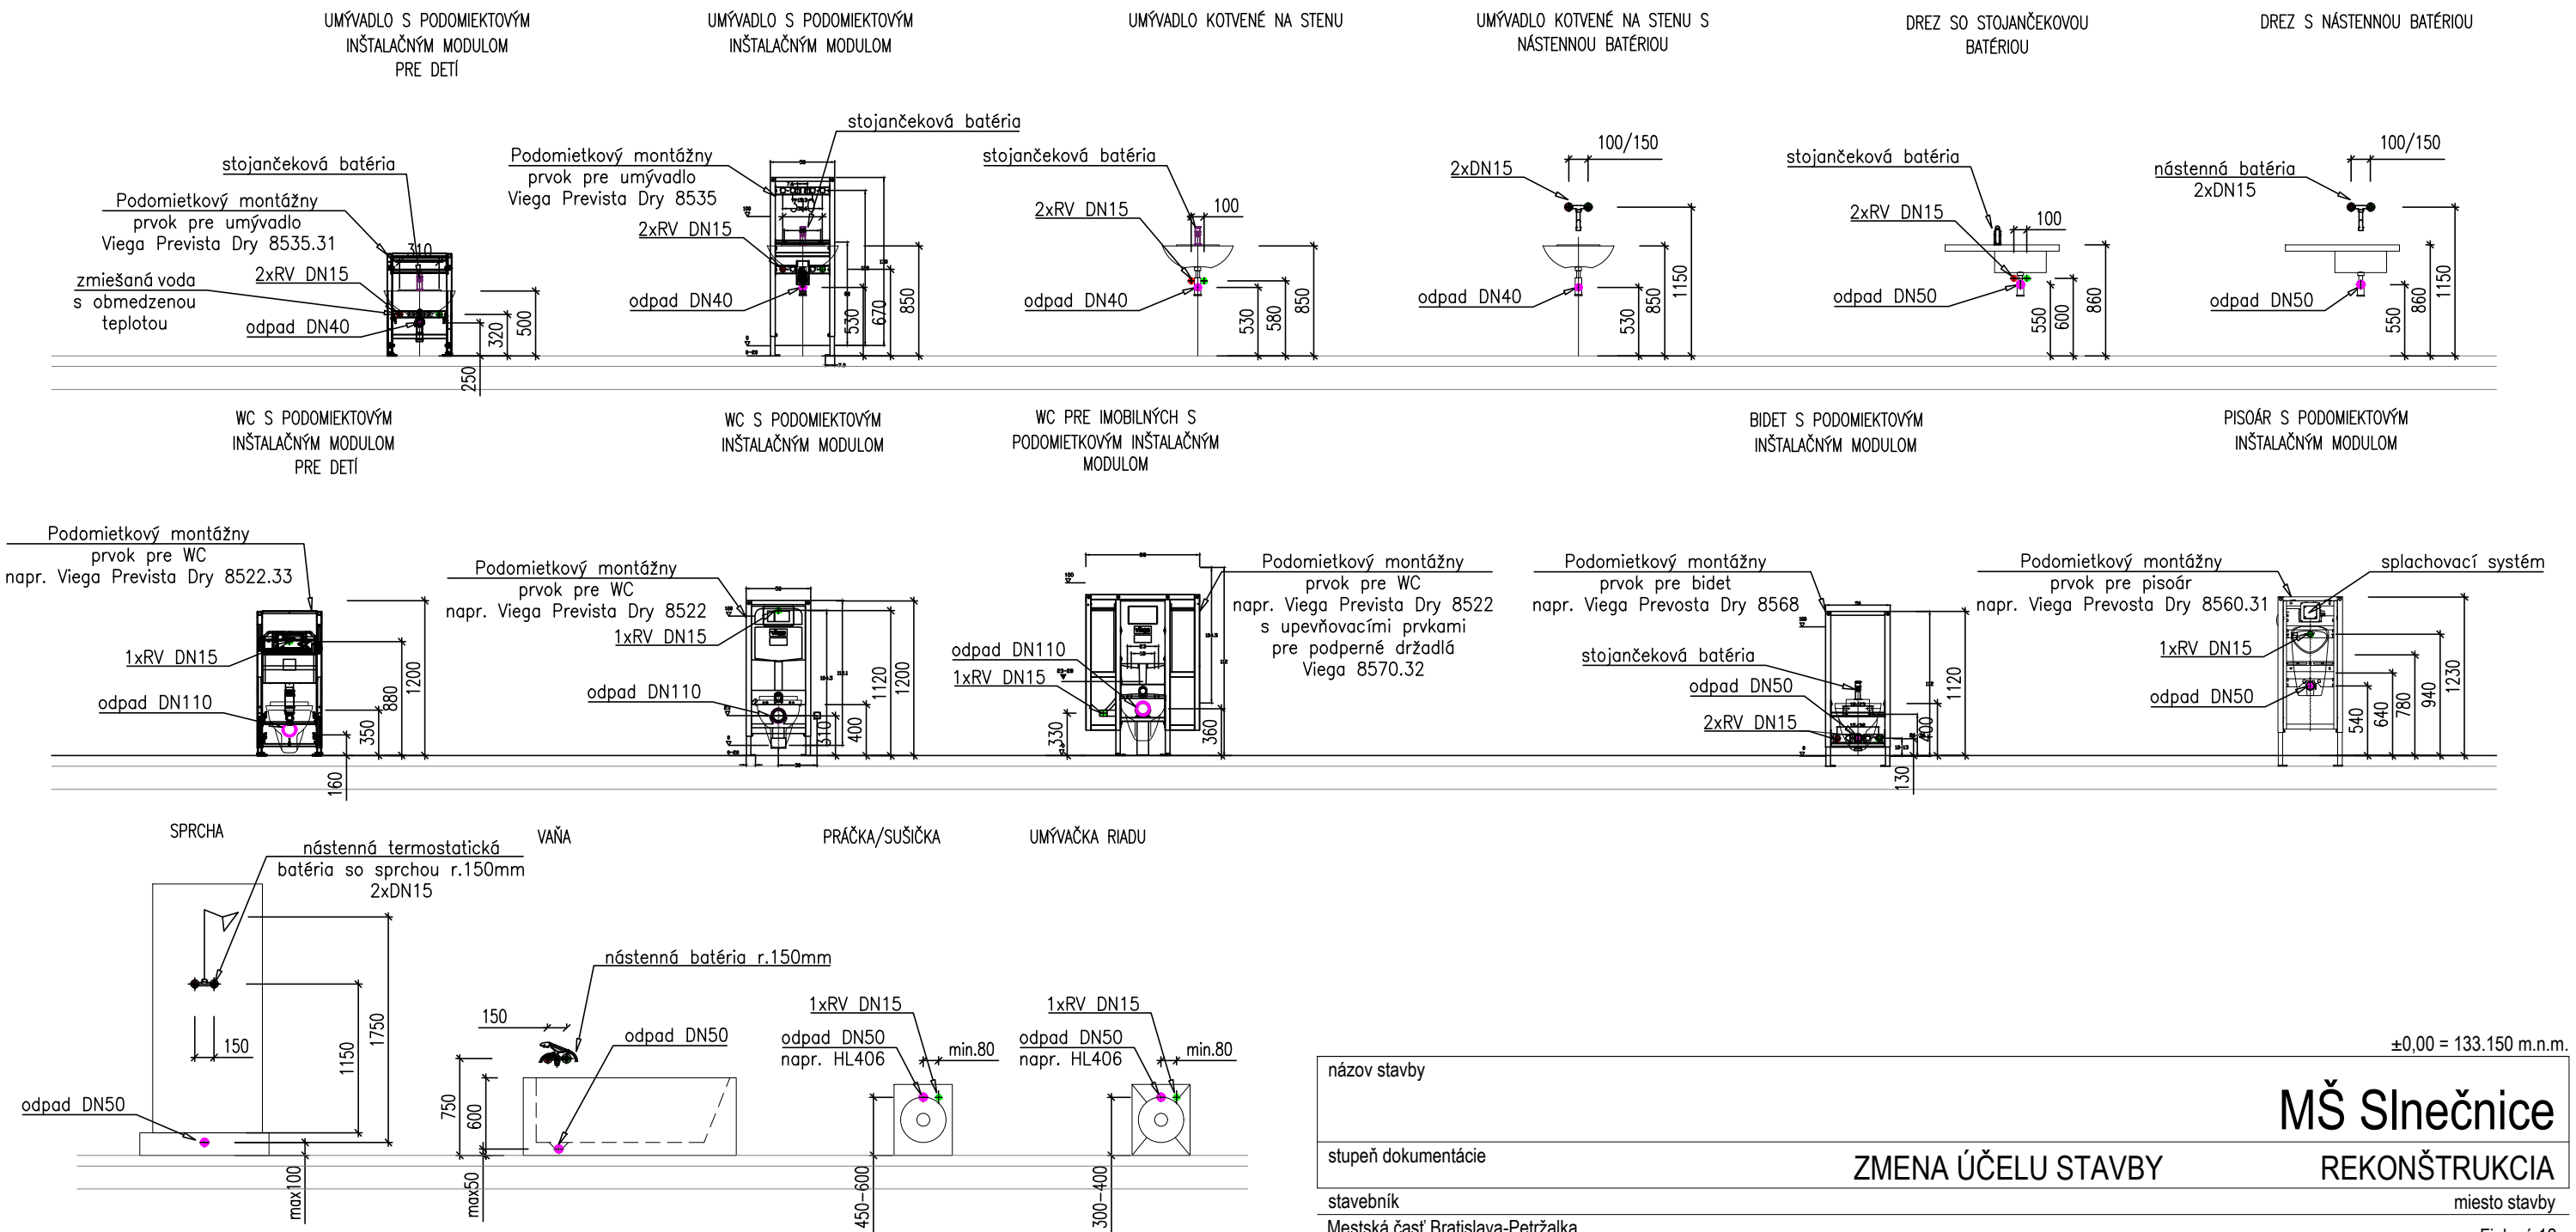 UMÝVADLO S PODOMIEKTOVÝM
INŠTALAČNÝM MODULOM
PRE DETÍ
UMÝVADLO S PODOMIEKTOVÝM
INŠTALAČNÝM MODULOM
UMÝVADLO KOTVENÉ NA STENU
UMÝVADLO KOTVENÉ NA STENU S
NÁSTENNOU BATÉRIOU
DREZ SO STOJANČEKOVOU
BATÉRIOU
DREZ S NÁSTENNOU BATÉRIOU
stojančeková batéria
Podomietkový montážny
prvok pre umývadlo
Viega Prevista Dry 8535.31
310
zmiešaná voda
s obmedzenou
teplotou
2xRV DN15
odpad DN40
250
320
500
stojančeková batéria
Podomietkový montážny
prvok pre umývadlo
Viega Prevista Dry 8535
2xRV DN15
odpad DN40
530
670
850
stojančeková batéria
2xRV DN15
100
odpad DN40
530
580
850
100/150
2xDN15
odpad DN40
530
850
1150
stojančeková batéria
2xRV DN15
100
odpad DN50
550
600
860
100/150
nástenná batéria
2xDN15
odpad DN50
550
860
1150
WC S PODOMIEKTOVÝM
INŠTALAČNÝM MODULOM
PRE DETÍ
WC S PODOMIEKTOVÝM
INŠTALAČNÝM MODULOM
WC PRE IMOBILNÝCH S
PODOMIETKOVÝM INŠTALAČNÝM
MODULOM
BIDET S PODOMIEKTOVÝM
INŠTALAČNÝM MODULOM
PISOÁR S PODOMIEKTOVÝM
INŠTALAČNÝM MODULOM
Podomietkový montážny
prvok pre WC
napr. Viega Prevista Dry 8522.33
1xRV DN15
odpad DN110
160
350
880
1200
Podomietkový montážny
prvok pre WC
napr. Viega Prevista Dry 8522
1xRV DN15
odpad DN110
310
400
1120
1200
Podomietkový montážny
prvok pre WC
napr. Viega Prevista Dry 8522
s upevňovacími prvkami
pre podperné držadlá
Viega 8570.32
odpad DN110
1xRV DN15
330
360
Podomietkový montážny
prvok pre bidet
napr. Viega Prevosta Dry 8568
stojančeková batéria
odpad DN50
2xRV DN15
130
400
1120
Podomietkový montážny
prvok pre pisoár
napr. Viega Prevosta Dry 8560.31
splachovací systém
1xRV DN15
odpad DN50
540
640
780
940
1230
SPRCHA
nástenná termostatická
batéria so sprchou r.150mm
2xDN15
150
1150
1750
odpad DN50
max100
VAŇA
nástenná batéria r.150mm
150
odpad DN50
750
600
max50
PRÁČKA/SUŠIČKA
1xRV DN15
odpad DN50
napr. HL406
min.80
450-600
UMÝVAČKA RIADU
1xRV DN15
odpad DN50
napr. HL406
min.80
300-400
±0,00 = 133.150 m.n.m.
názov stavby
MŠ Slnečnice
stupeň dokumentácie
ZMENA ÚČELU STAVBY REKONŠTRUKCIA
stavebník
miesto stavby
Mestská časť Bratislava-Petržalka